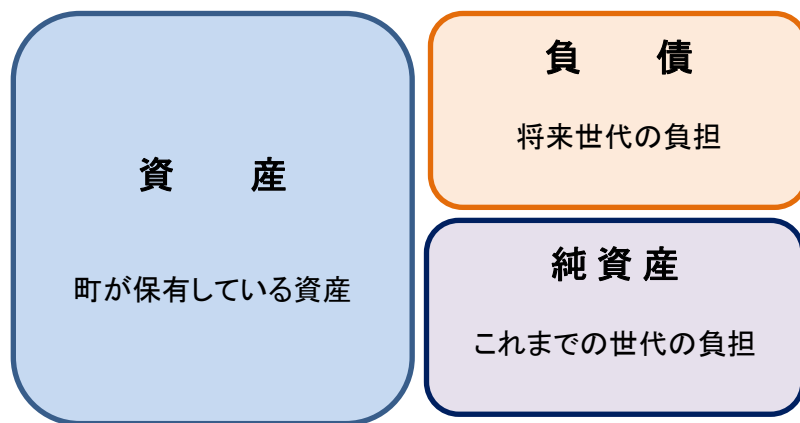 資　産
町が保有している資産
負　債
将来世代の負担
純 資 産
これまでの世代の負担